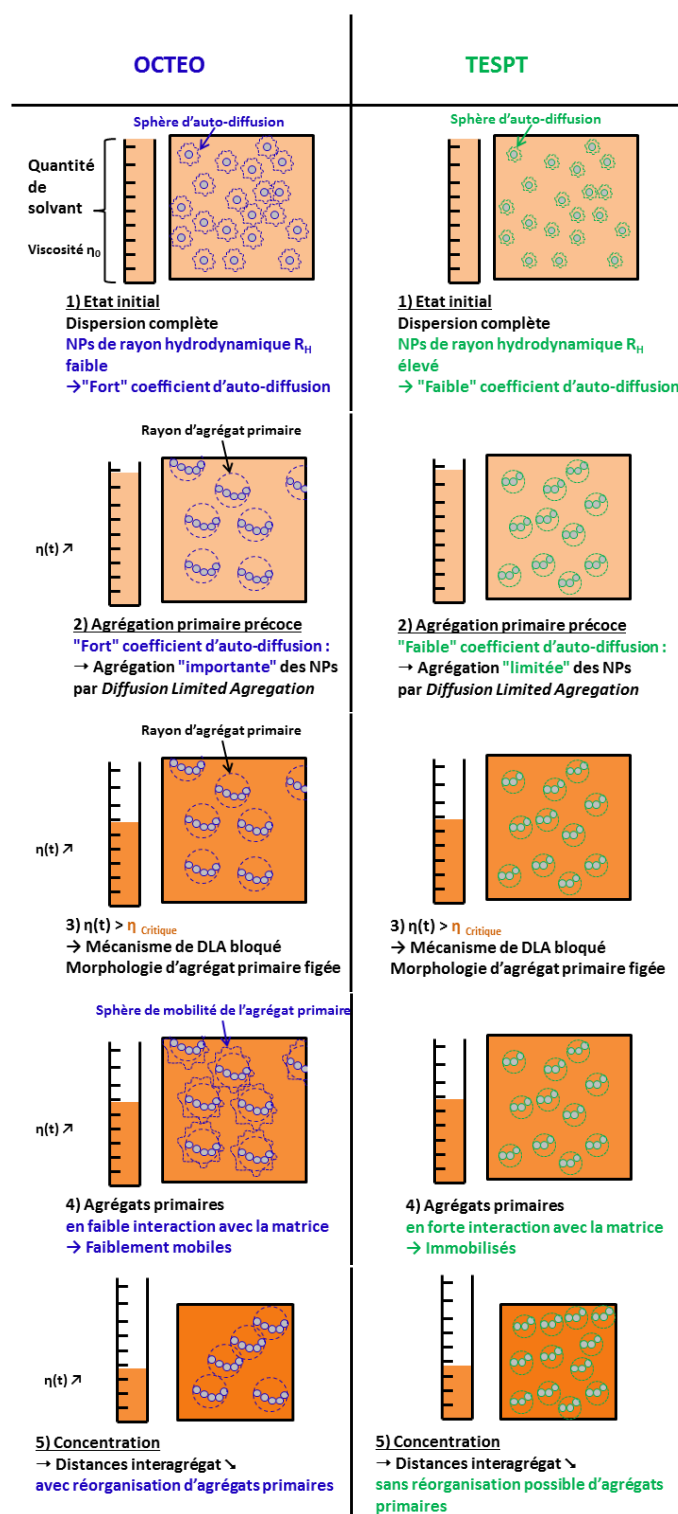 OCTEO
TESPT
Sphère d'auto-diffusion
Sphère d'auto-diffusion
Quantité
de
solvant
Viscosité η0
1) Etat initial
Dispersion complète
NPs de rayon hydrodynamique RH
faible
→"Fort" coefficient d'auto-diffusion
1) Etat initial
Dispersion complète
NPs de rayon hydrodynamique RH
élevé
→ "Faible" coefficient d'auto-diffusion
Rayon d'agrégat primaire
η(t) ↗
2) Agrégation primaire précoce
"Fort" coefficient d'auto-diffusion :
→ Agrégation "importante" des NPs
par Diffusion Limited Agregation
2) Agrégation primaire précoce
"Faible" coefficient d'auto-diffusion :
→ Agrégation "limitée" des NPs
par Diffusion Limited Agregation
Rayon d'agrégat primaire
η(t) ↗
3) η(t) > η Critique
→ Mécanisme de DLA bloqué
Morphologie d'agrégat primaire figée
3) η(t) > η Critique
→ Mécanisme de DLA bloqué
Morphologie d'agrégat primaire figée
Sphère de mobilité de l'agrégat primaire
η(t) ↗
4) Agrégats primaires
en faible interaction avec la matrice
→ Faiblement mobiles
4) Agrégats primaires
en forte interaction avec la matrice
→ Immobilisés
η(t) ↗
5) Concentration
→ Distances interagrégat ↘
avec réorganisation d'agrégats primaires
5) Concentration
→ Distances interagrégat ↘
sans réorganisation possible d'agrégats
primaires